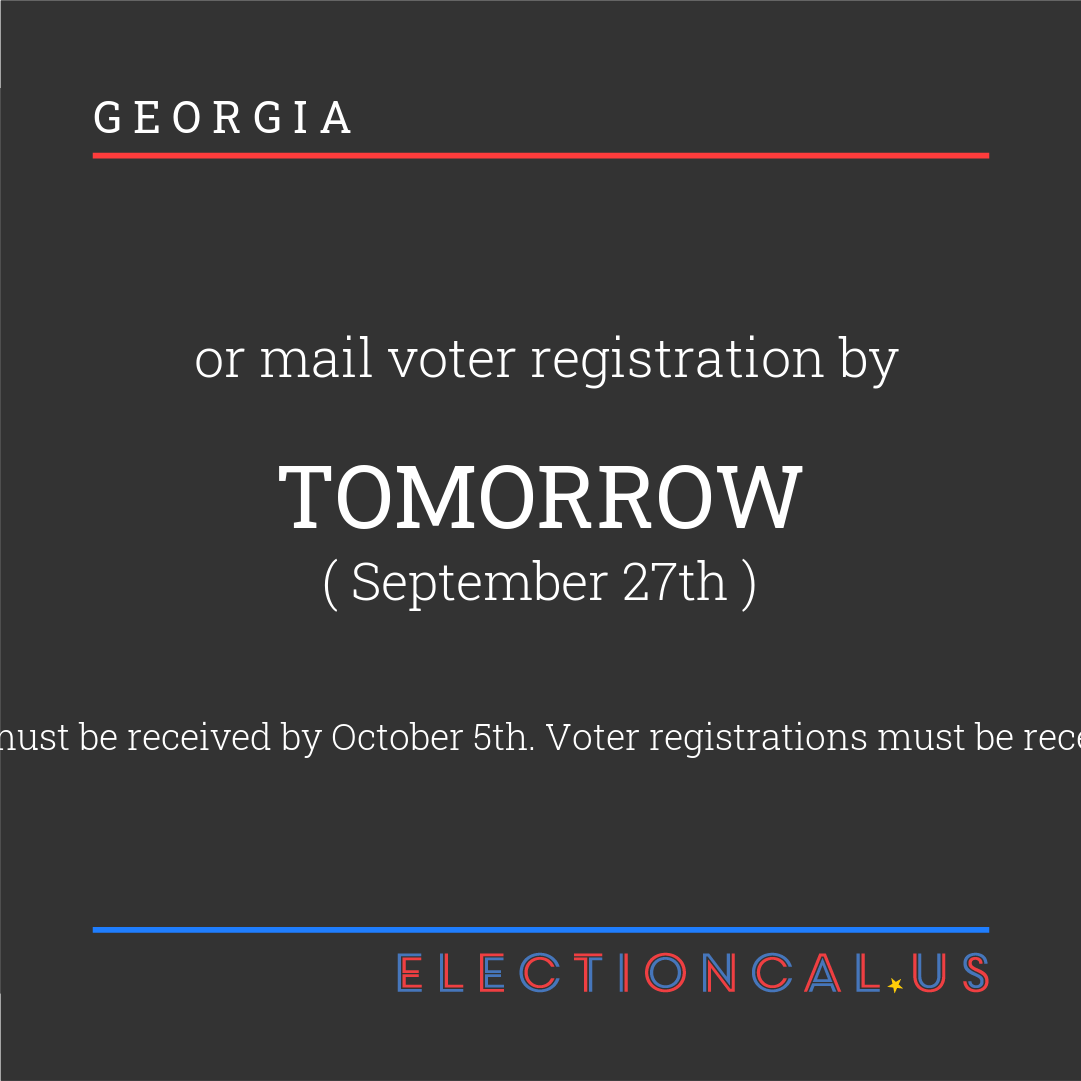 GEORGIA
or mail voter registration by
TOMORROW
( September 27th )
must be received by October 5th. Voter registrations must be
ELECTIONCAL.US